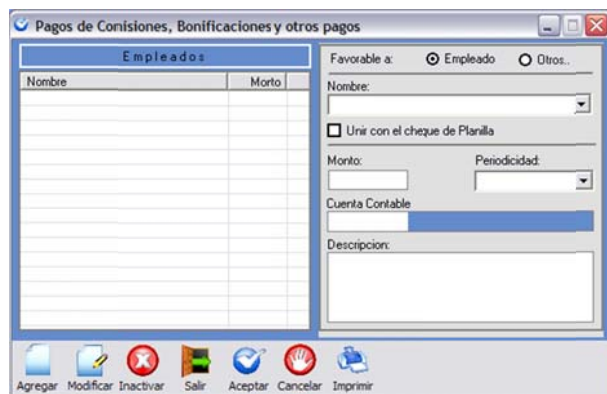 Pagos de Comisiones, Bonificaciones y otros pagos
Empleados
Nombre Morto
Favorable a: Empleado Otros..
Nombre:
Unir con el cheque de Planilla
Monto: Periodicidad:
Cuenta Contable
Descripcion:
Agregar Modificar Inactivar Salir Aceptar Cancelar Imprimir